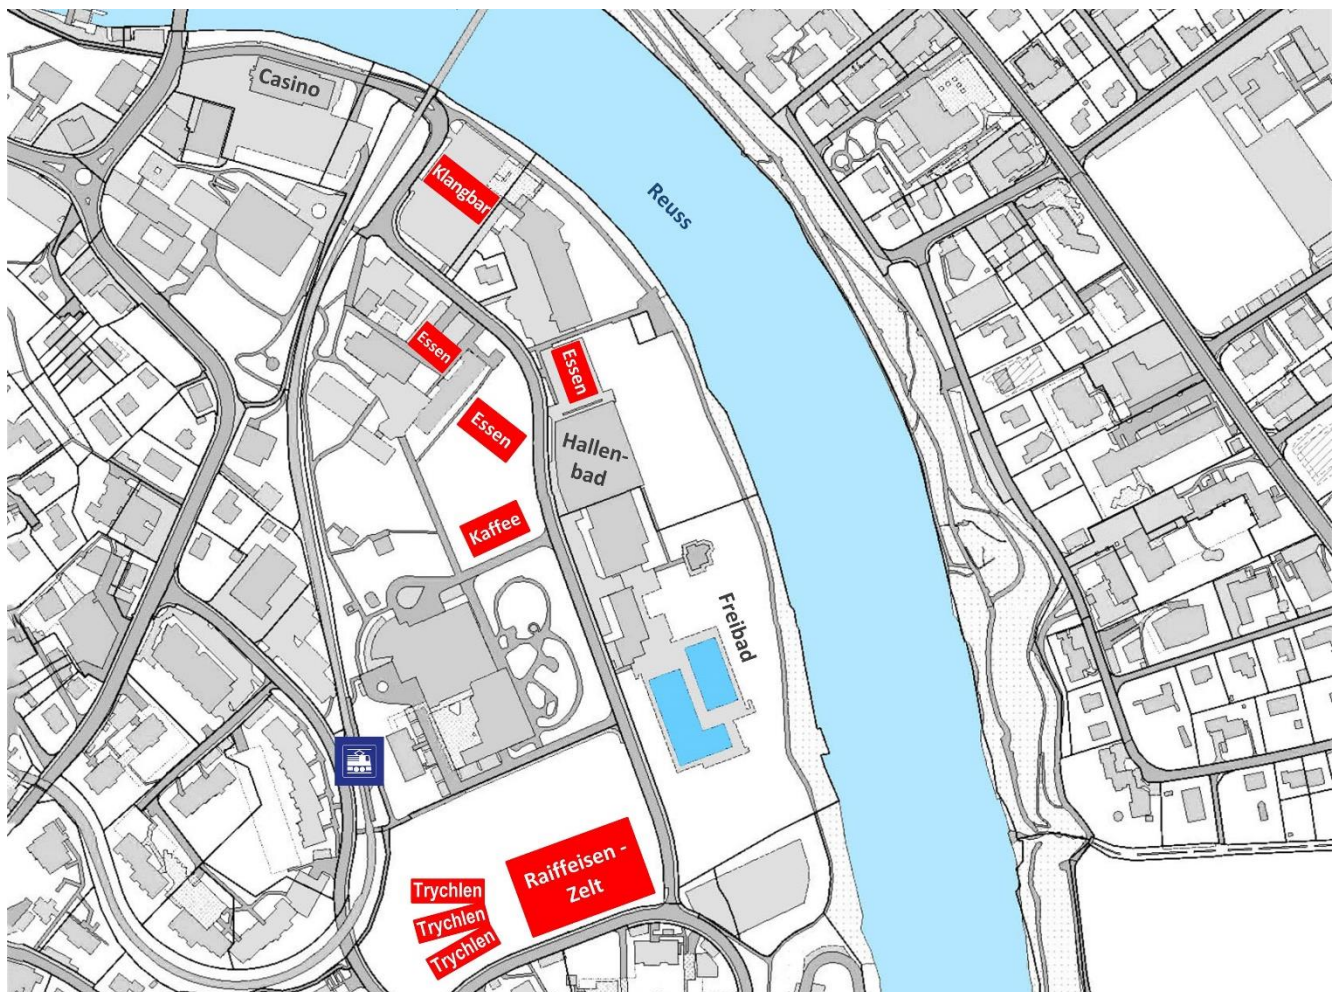 Casino
Klangbar
Reuss
Essen
Essen
Essen
Hallen-
bad
Kaffee
Freibad
Raiffeisen -
Zelt
Trychlen
Trychlen
Trychlen